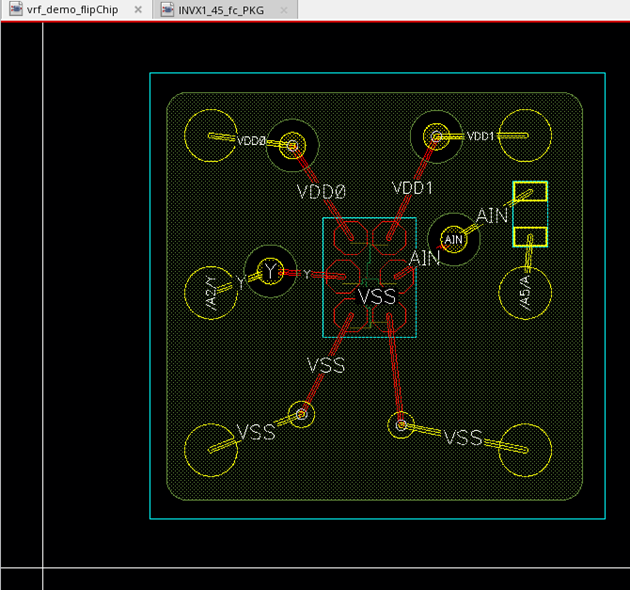 vrf_demo_flipChip
INVX1_45_fc_PKG
VDD0
VDD1
VDD0
VDD1
AIN
AIN
AIN
Y
Y
Y
/A2/Y
/A5/A
VSS
VSS
VSS
VSS